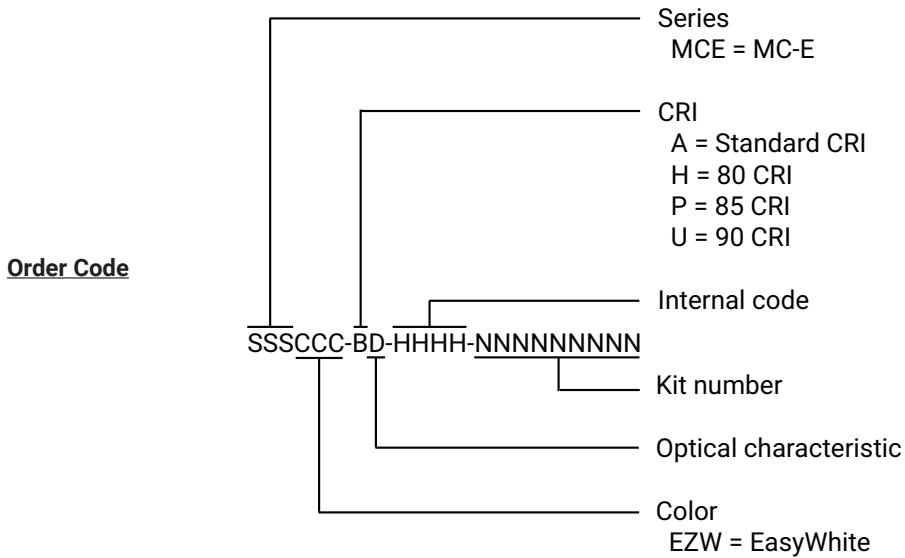 Series
MCE = MC-E
CRI
A = Standard CRI
H = 80 CRI
P = 85 CRI
U = 90 CRI
Order Code
Internal code
SSSCCC-BD-HHHH-NNNNNNNNN
Kit number
Optical characteristic
Color
EZW = EasyWhite